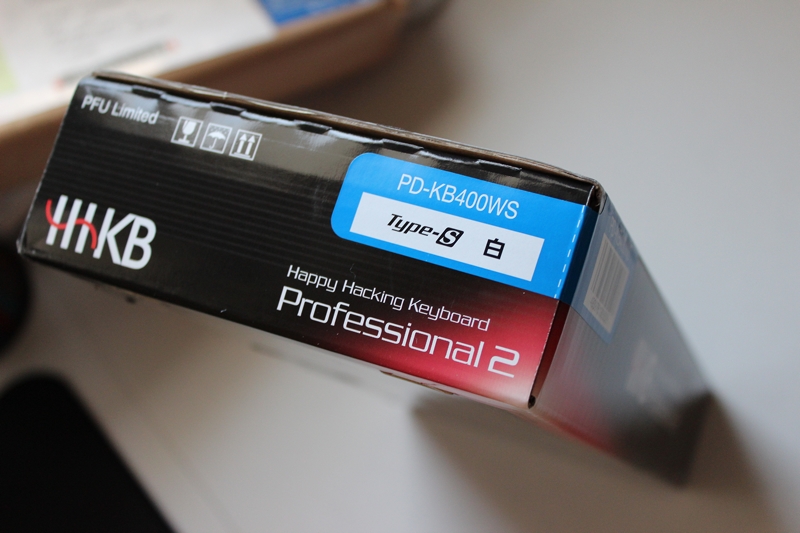 PFU Limited
HHKB
PD-KB400WS
Type-S 白
Happy Hacking Keyboard
Professional 2